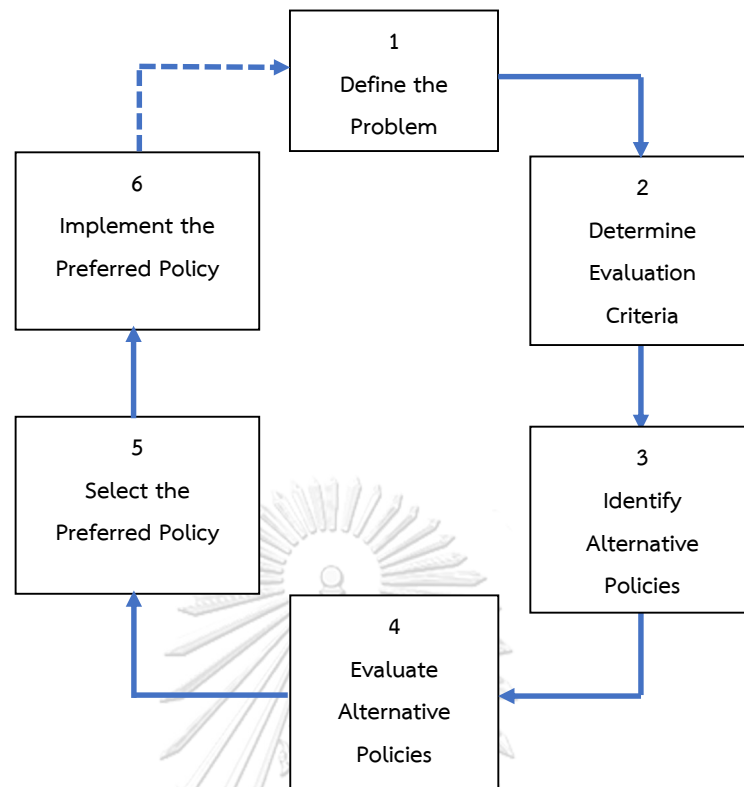 1
Define the
Problem
2
Determine
Evaluation
Criteria
3
Identify
Alternative
Policies
4
Evaluate
Alternative
Policies
5
Select the
Preferred Policy
6
Implement the
Preferred Policy